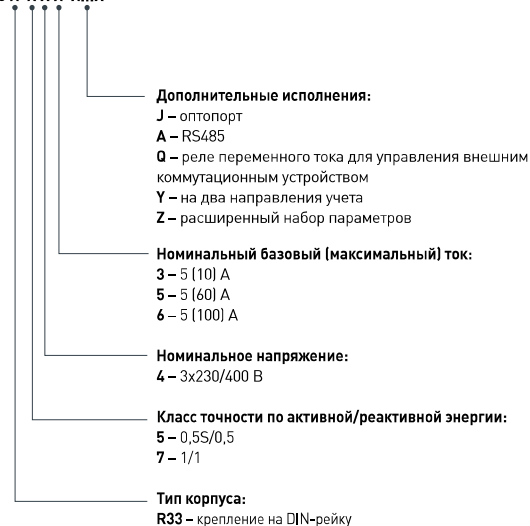 Дополнительные исполнения:
J – оптопорт
A – RS485
Q – реле переменного тока для управления внешним
коммутационным устройством
Y – на два направления учета
Z – расширенный набор параметров
Номинальный базовый (максимальный) ток:
3 – 5 (10) А
5 – 5 (60) А
6 – 5 (100) А
Номинальное напряжение:
4 – 3x230/400 В
Класс точности по активной/реактивной энергии:
5 – 0,5S/0,5
7 – 1/1
Тип корпуса:
R33 – крепление на DIN-рейку